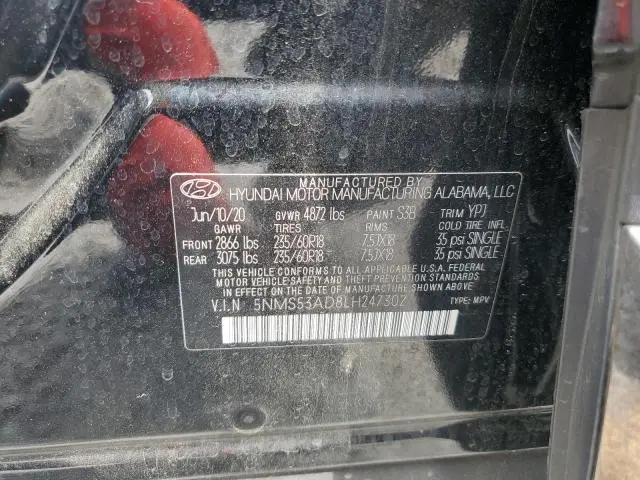 MANUFACTURED BY
HYUNDAI MOTOR MANUFACTURING ALABAMA, LLC
Jun/10/20 GVWR 4872 lbs PAINT S3B TRIM YPJ
GAWR TIRES RIMS COLD TIRE INFL.
FRONT 2866 lbs 235/60R18 7.5JX18 35 psi SINGLE
REAR 3075 lbs 235/60R18 7.5JX18 35 psi SINGLE
THIS VEHICLE CONFORMS TO ALL APPLICABLE U.S.A. FEDERAL
MOTOR VEHICLE-SAFETY AND THEFT PREVENTION STANDARDS
IN EFFECT ON THE DATE OF MANUFACTURE SHOWN ABOVE
V.I.N 5NMS53AD8LH247307 TYPE: MPV